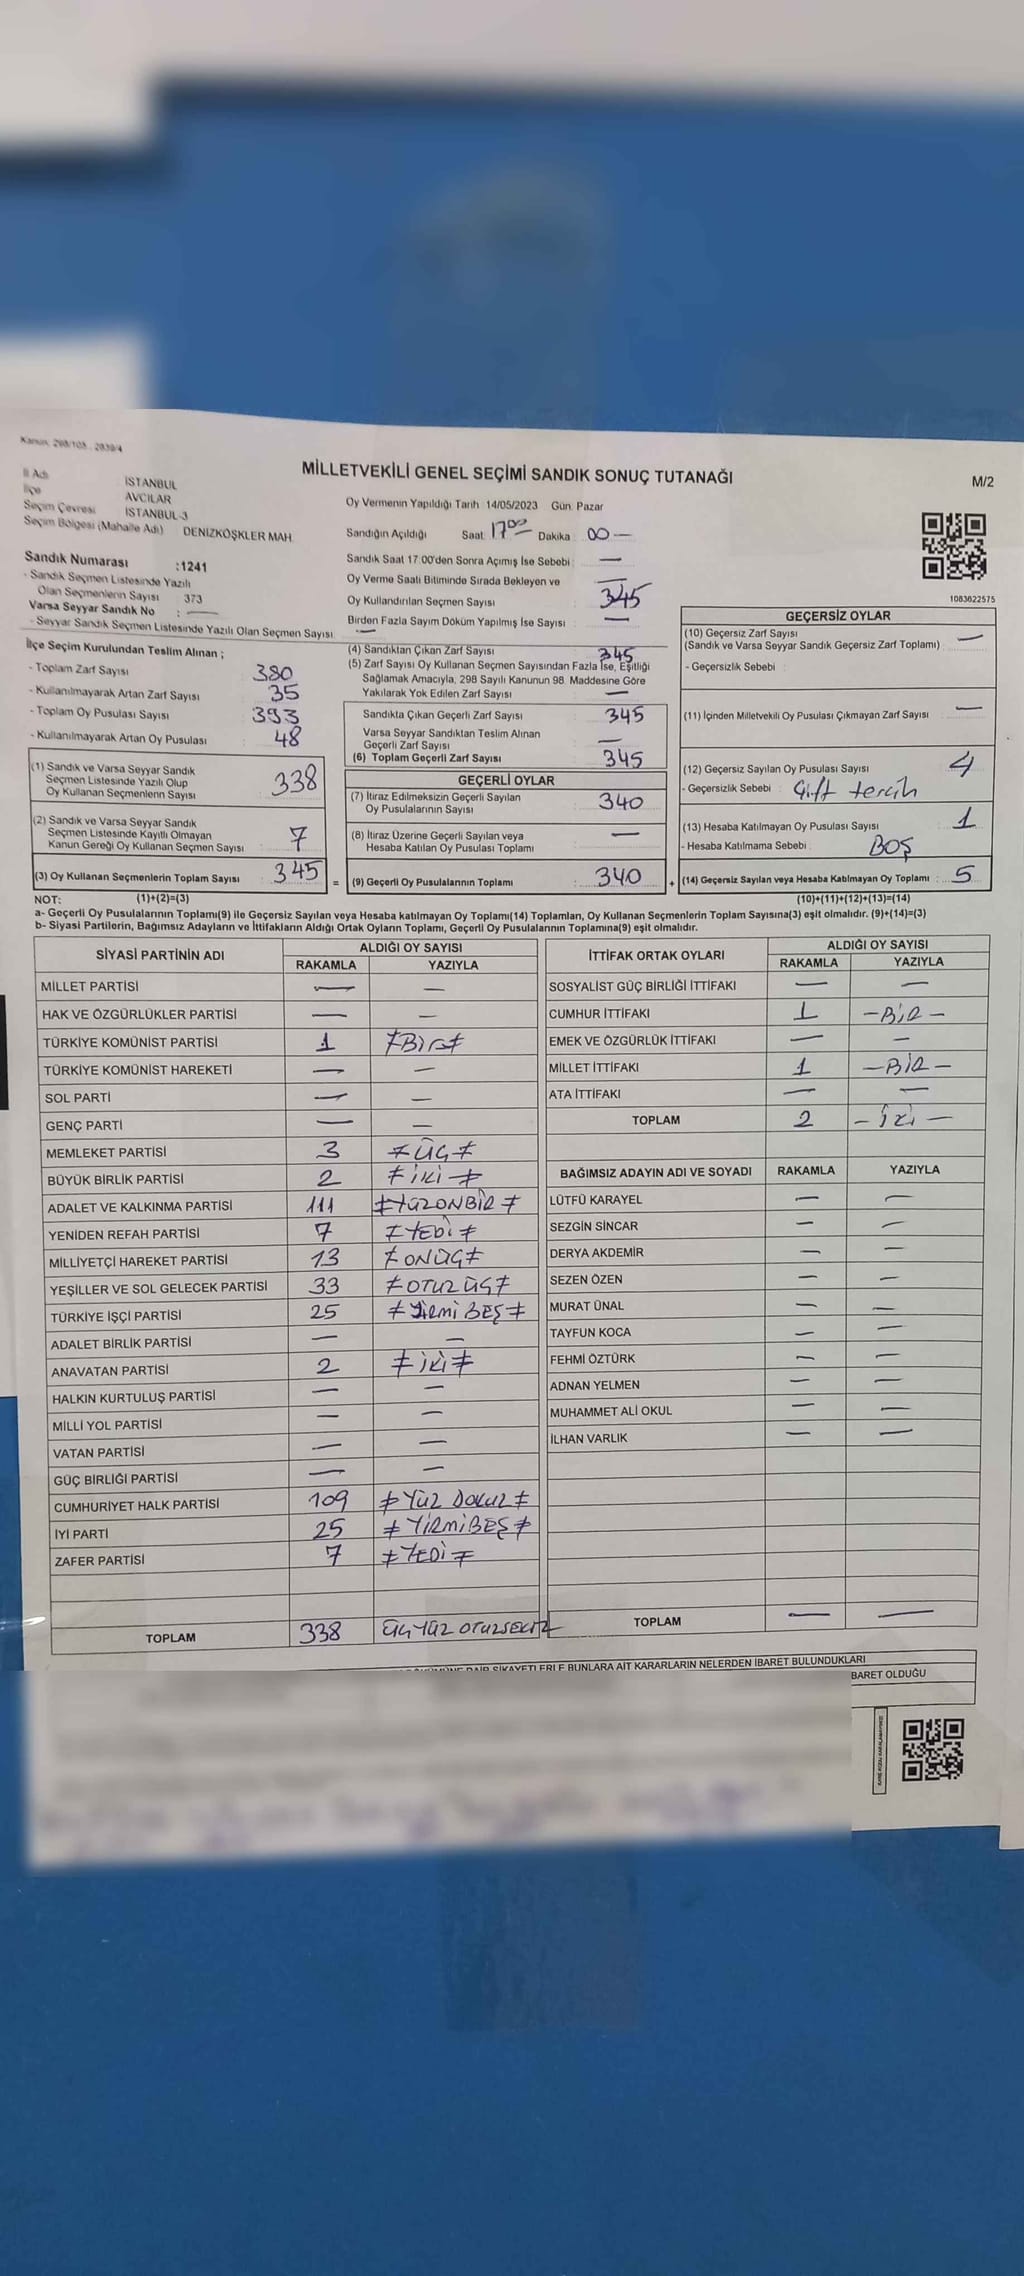 Kanun: 298/105 - 2839/4
MİLLETVEKİLİ GENEL SEÇİMİ SANDIK SONUÇ TUTANAĞI
M/2
İl Adı : İSTANBUL
İlçe : AVCILAR
Seçim Çevresi : İSTANBUL-3
Seçim Bölgesi (Mahalle Adı) DENİZKÖŞKLER MAH.
Oy Vermenin Yapıldığı Tarih 14/05/2023 Gün: Pazar
Sandığın Açıldığı Saat 17 00 Dakika : 00 —
Sandık Numarası :1241
- Sandık Seçmen Listesinde Yazılı
Olan Seçmenlerin Sayısı : 373
Varsa Seyyar Sandık No : —
- Seyyar Sandık Seçmen Listesinde Yazılı Olan Seçmen Sayısı : —
Sandık Saat 17:00'den Sonra Açımış İse Sebebi : —
Oy Verme Saati Bitiminde Sırada Bekleyen ve —
Oy Kullandırılan Seçmen Sayısı 345
Birden Fazla Sayım Döküm Yapılmış İse Sayısı : —
1083622575
İlçe Seçim Kurulundan Teslim Alınan ;
- Toplam Zarf Sayısı : 380
- Kullanılmayarak Artan Zarf Sayısı : 35
- Toplam Oy Pusulası Sayısı : 393
- Kullanılmayarak Artan Oy Pusulası : 48
(1) Sandık ve Varsa Seyyar Sandık
Seçmen Listesinde Yazılı Olup
Oy Kullanan Seçmenlerin Sayısı : 338
(2) Sandık ve Varsa Seyyar Sandık
Seçmen Listesinde Kayıtlı Olmayan
Kanun Gereği Oy Kullanan Seçmen Sayısı : 7
(3) Oy Kullanan Seçmenlerin Toplam Sayısı : 345
(4) Sandıktan Çıkan Zarf Sayısı : 345
(5) Zarf Sayısı Oy Kullanan Seçmen Sayısından Fazla İse, Eşitliği
Sağlamak Amacıyla, 298 Sayılı Kanunun 98. Maddesine Göre
Yakılarak Yok Edilen Zarf Sayısı : —
Sandıkta Çıkan Geçerli Zarf Sayısı : 345
Varsa Seyyar Sandıktan Teslim Alınan
Geçerli Zarf Sayısı : —
(6) Toplam Geçerli Zarf Sayısı : 345
GEÇERLİ OYLAR
(7) İtiraz Edilmeksizin Geçerli Sayılan
Oy Pusulalarının Sayısı : 340
(8) İtiraz Üzerine Geçerli Sayılan veya
Hesaba Katılan Oy Pusulası Toplamı : —
= (9) Geçerli Oy Pusulalarının Toplamı : 340
GEÇERSİZ OYLAR
(10) Geçersiz Zarf Sayısı
(Sandık ve Varsa Seyyar Sandık Geçersiz Zarf Toplamı) : —
- Geçersizlik Sebebi :
(11) İçinden Milletvekili Oy Pusulası Çıkmayan Zarf Sayısı : —
(12) Geçersiz Sayılan Oy Pusulası Sayısı : 4
- Geçersizlik Sebebi : Çift tercih
(13) Hesaba Katılmayan Oy Pusulası Sayısı : 1
- Hesaba Katılmama Sebebi : BOŞ
+ (14) Geçersiz Sayılan veya Hesaba Katılmayan Oy Toplamı : 5
NOT: (1)+(2)=(3) (10)+(11)+(12)+(13)=(14)
a- Geçerli Oy Pusulalarının Toplamı(9) ile Geçersiz Sayılan veya Hesaba katılmayan Oy Toplamı(14) Toplamları, Oy Kullanan Seçmenlerin Toplam Sayısına(3) eşit olmalıdır. (9)+(14)=(3)
b- Siyasi Partilerin, Bağımsız Adayların ve İttifakların Aldığı Ortak Oyların Toplamı, Geçerli Oy Pusulalarının Toplamına(9) eşit olmalıdır.
SİYASİ PARTİNİN ADI ALDIĞI OY SAYISI
RAKAMLA YAZIYLA
MİLLET PARTİSİ — —
HAK VE ÖZGÜRLÜKLER PARTİSİ — —
TÜRKİYE KOMÜNİST PARTİSİ 1 ≠Bir≠
TÜRKİYE KOMÜNİST HAREKETİ — —
SOL PARTİ — —
GENÇ PARTİ — —
MEMLEKET PARTİSİ 3 ≠ÜÇ≠
BÜYÜK BİRLİK PARTİSİ 2 ≠İKİ≠
ADALET VE KALKINMA PARTİSİ 111 ≠YÜZONBİR≠
YENİDEN REFAH PARTİSİ 7 ≠YEDİ≠
MİLLİYETÇİ HAREKET PARTİSİ 13 ≠ONÜÇ≠
YEŞİLLER VE SOL GELECEK PARTİSİ 33 ≠OTUZÜÇ≠
TÜRKİYE İŞÇİ PARTİSİ 25 ≠YİRMİ BEŞ≠
ADALET BİRLİK PARTİSİ — —
ANAVATAN PARTİSİ 2 ≠İKİ≠
HALKIN KURTULUŞ PARTİSİ — —
MİLLİ YOL PARTİSİ — —
VATAN PARTİSİ — —
GÜÇ BİRLİĞİ PARTİSİ — —
CUMHURİYET HALK PARTİSİ 109 ≠YÜZ DOKUZ≠
İYİ PARTİ 25 ≠YİRMİBEŞ≠
ZAFER PARTİSİ 7 ≠YEDİ≠
TOPLAM 338 ÜÇYÜZ OTUZSEKİZ
İTTİFAK ORTAK OYLARI ALDIĞI OY SAYISI
RAKAMLA YAZIYLA
SOSYALİST GÜÇ BİRLİĞİ İTTİFAKI — —
CUMHUR İTTİFAKI 1 —BİR—
EMEK VE ÖZGÜRLÜK İTTİFAKI — —
MİLLET İTTİFAKI 1 —BİR—
ATA İTTİFAKI — —
TOPLAM 2 —İKİ—
BAĞIMSIZ ADAYIN ADI VE SOYADI RAKAMLA YAZIYLA
LÜTFÜ KARAYEL — —
SEZGİN SİNCAR — —
DERYA AKDEMİR — —
SEZEN ÖZEN — —
MURAT ÜNAL — —
TAYFUN KOCA — —
FEHMİ ÖZTÜRK — —
ADNAN YELMEN — —
MUHAMMET ALİ OKUL — —
İLHAN VARLIK — —
TOPLAM — —
DAİR ŞİKAYETLERLE BUNLARA AİT KARARLARIN NELERDEN İBARET BULUNDUKLARI
BARET OLDUĞU